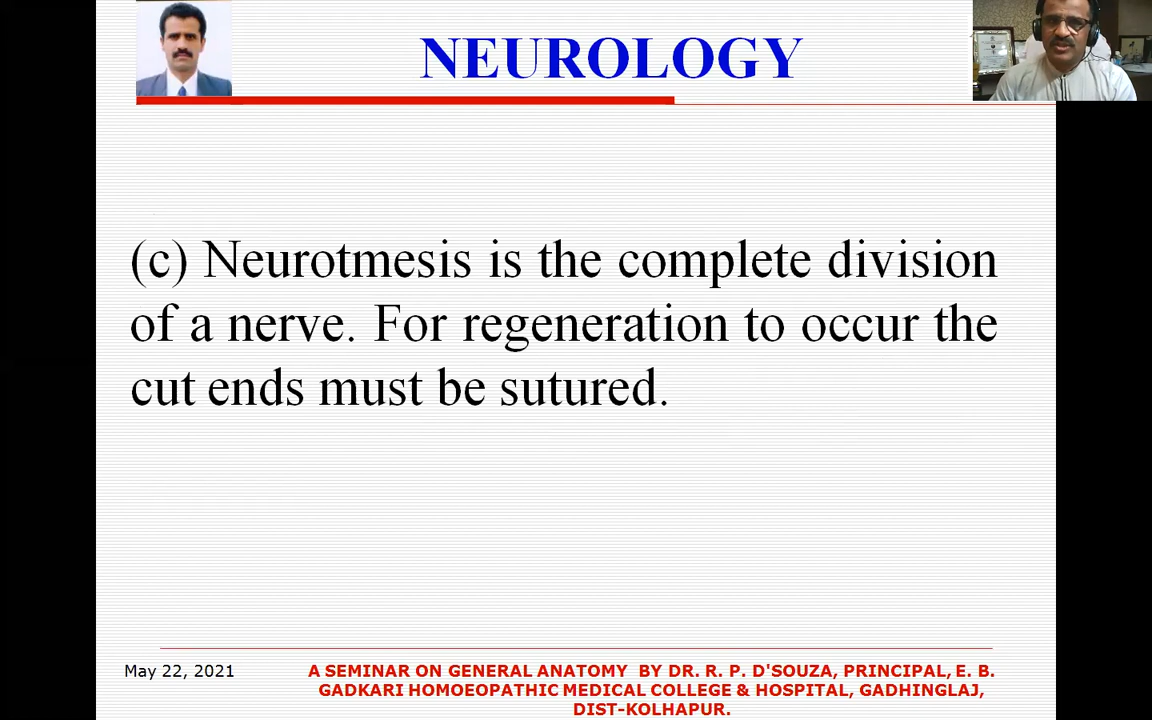 NEUROLOGY
(c) Neurotmesis is the complete division
of a nerve. For regeneration to occur the
cut ends must be sutured.
May 22, 2021
A SEMINAR ON GENERAL ANATOMY BY DR. R. P. D'SOUZA, PRINCIPAL, E. B.
GADKARI HOMOEOPATHIC MEDICAL COLLEGE & HOSPITAL, GADHINGLAJ,
DIST-KOLHAPUR.